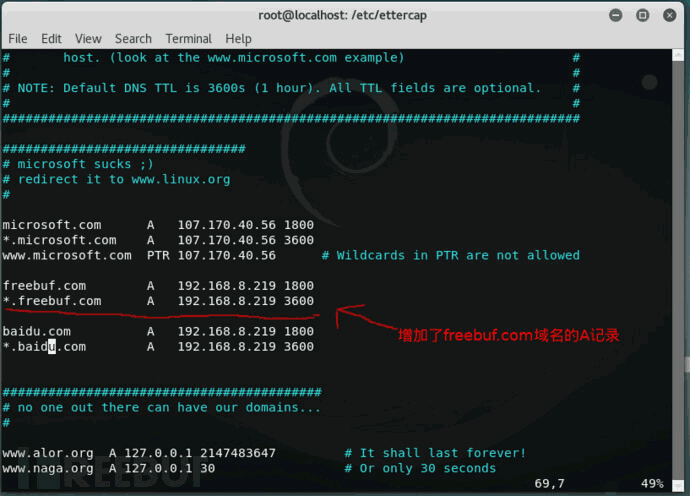 root@localhost: /etc/ettercap
File Edit View Search Terminal Help
#       host. (look at the www.microsoft.com example)                      #
#                                                                          #
# NOTE: Default DNS TTL is 3600s (1 hour). All TTL fields are optional.    #
#                                                                          #
############################################################################
################################
# microsoft sucks ;)
# redirect it to www.linux.org
#
microsoft.com      A   107.170.40.56 1800
*.microsoft.com    A   107.170.40.56 3600
www.microsoft.com  PTR 107.170.40.56      # Wildcards in PTR are not allowed
freebuf.com        A   192.168.8.219 1800
*.freebuf.com      A   192.168.8.219 3600
增加了freebuf.com域名的A记录
baidu.com          A   192.168.8.219 1800
*.baidu.com        A   192.168.8.219 3600
##########################################
# no one out there can have our domains...
#
www.alor.org  A 127.0.0.1 2147483647         # It shall last forever!
www.naga.org  A 127.0.0.1 30                 # Or only 30 seconds
69,7          49%
FREEBUF